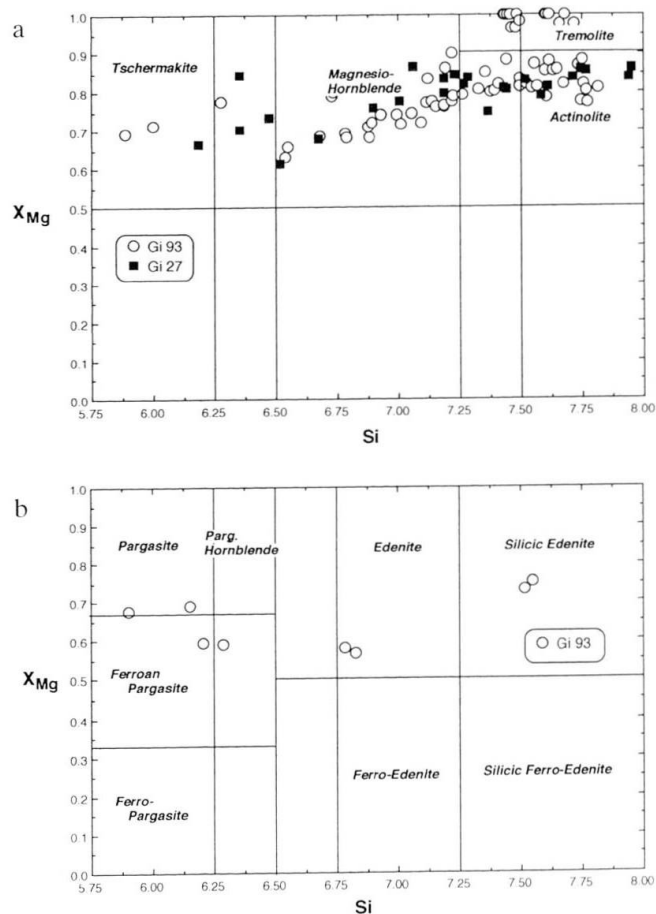 a
1.0
0.9
0.8
0.7
0.6
0.5
0.4
0.3
0.2
0.1
0.0
XMg
Tschermakite
Magnesio-
Hornblende
Tremolite
Actinolite
Gi 93
Gi 27
5.75 6.00 6.25 6.50 6.75 7.00 7.25 7.50 7.75 8.00
Si
b
1.0
0.9
0.8
0.7
0.6
0.5
0.4
0.3
0.2
0.1
0.0
XMg
Pargasite
Parg.
Hornblende
Edenite
Silicic Edenite
Gi 93
Ferroan
Pargasite
Ferro-
Pargasite
Ferro-Edenite
Silicic Ferro-Edenite
5.75 6.00 6.25 6.50 6.75 7.00 7.25 7.50 7.75 8.00
Si